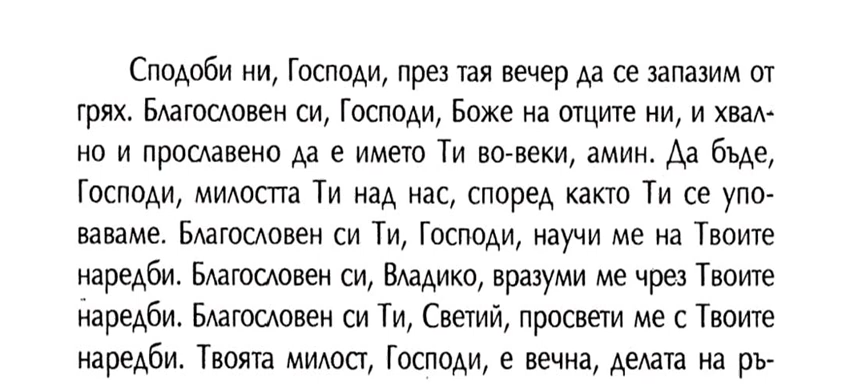 Сподоби ни, Господи, през тая вечер да се запазим от
грях. Благословен си, Господи, Боже на отците ни, и хвал-
но и прославено да е името Ти во-веки, амин. Да бъде,
Господи, милостта Ти над нас, според както Ти се упо-
ваваме. Благословен си Ти, Господи, научи ме на Твоите
наредби. Благословен си, Владико, вразуми ме чрез Твоите
наредби. Благословен си Ти, Светий, просвети ме с Твоите
наредби. Твоята милост, Господи, е вечна, делата на ръ-